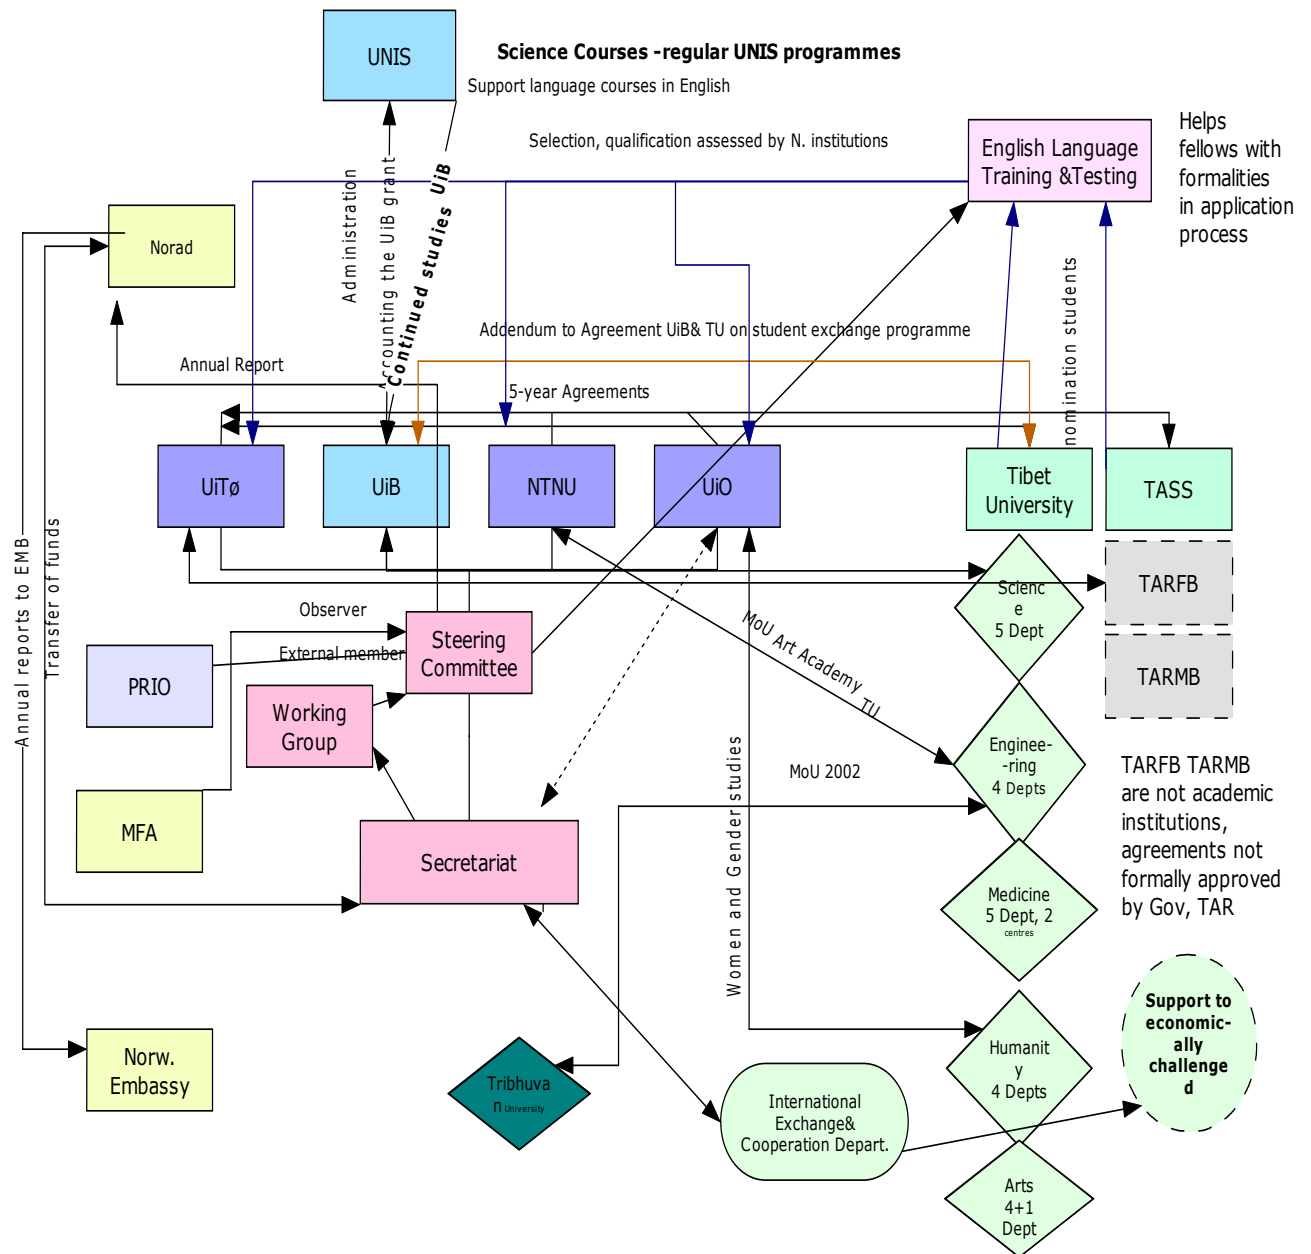 UNIS
Science Courses -regular UNIS programmes
Support language courses in English
Selection, qualification assessed by N. institutions
English Language
Training &Testing
Helps
fellows with
formalities
in application
process
Administration
Accounting the UiB grant
Continued studies UiB
Norad
nomination students
Addendum to Agreement UiB& TU on student exchange programme
Annual Report
5-year Agreements
UiTø
UiB
NTNU
UiO
Tibet
University
TASS
Annual reports to EMB
Transfer of funds
Scienc
e
5 Dept
TARFB
Observer
External member
Steering
Committee
MoU Art Academy
TU
TARMB
PRIO
Working
Group
Women and Gender studies
Enginee-
-ring
4 Depts
MoU 2002
TARFB TARMB
are not academic
institutions,
agreements not
formally approved
by Gov, TAR
MFA
Secretariat
Medicine
5 Dept, 2
centres
Support to
economic-
ally
challenge
d
Norw.
Embassy
Tribhuva
n University
Humanit
y
4 Depts
International
Exchange&
Cooperation Depart.
Arts
4+1
Dept